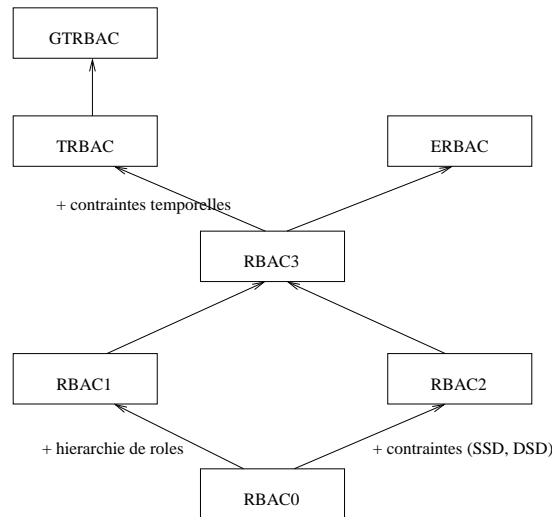 GTRBAC
TRBAC
ERBAC
+ contraintes temporelles
RBAC3
RBAC1
RBAC2
+ hierarchie de roles
+ contraintes (SSD, DSD)
RBAC0